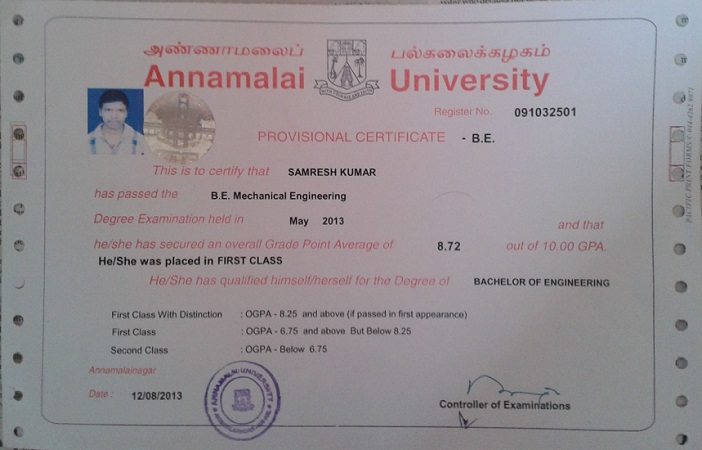 அண்ணாமலைப் பல்கலைக்கழகம்
Annamalai University
Register No. 091032501
PROVISIONAL CERTIFICATE - B.E.
This is to certify that SAMRESH KUMAR
has passed the B.E. Mechanical Engineering
Degree Examination held in May 2013 and that
he/she has secured an overall Grade Point Average of 8.72 out of 10.00 GPA.
He/She was placed in FIRST CLASS
He/She has qualified himself/herself for the Degree of BACHELOR OF ENGINEERING
First Class With Distinction : OGPA - 8.25 and above (if passed in first appearance)
First Class : OGPA - 6.75 and above But Below 8.25
Second Class : OGPA - Below 6.75
Annamalainagar
Date : 12/08/2013
ANNAMALAI UNIVERSITY
Controller of Examinations
PACIFIC PRINT FORMS